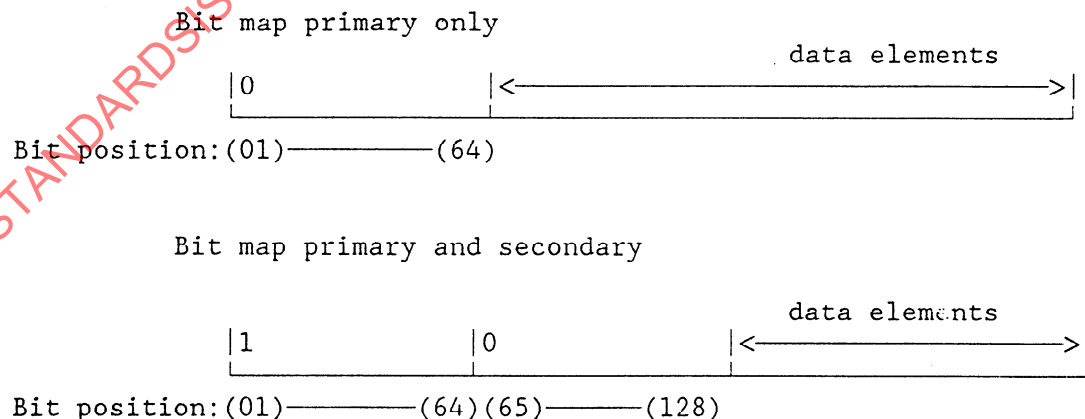 Bit map primary only
data elements
|0 |<——————>|
Bit position:(01)————(64)
Bit map primary and secondary
data elements
|1 |0 |<——————>
Bit position:(01)————(64)(65)————(128)
STANDARDSIS